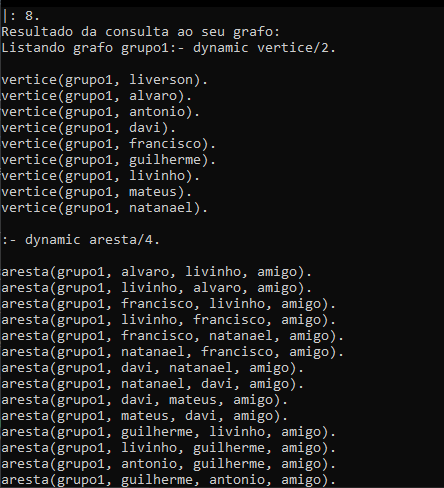 |: 8.
Resultado da consulta ao seu grafo:
Listando grafo grupo1:- dynamic vertice/2.
vertice(grupo1, liverson).
vertice(grupo1, alvaro).
vertice(grupo1, antonio).
vertice(grupo1, davi).
vertice(grupo1, francisco).
vertice(grupo1, guilherme).
vertice(grupo1, livinho).
vertice(grupo1, mateus).
vertice(grupo1, natanael).
:- dynamic aresta/4.
aresta(grupo1, alvaro, livinho, amigo).
aresta(grupo1, livinho, alvaro, amigo).
aresta(grupo1, francisco, livinho, amigo).
aresta(grupo1, livinho, francisco, amigo).
aresta(grupo1, francisco, natanael, amigo).
aresta(grupo1, natanael, francisco, amigo).
aresta(grupo1, davi, natanael, amigo).
aresta(grupo1, natanael, davi, amigo).
aresta(grupo1, davi, mateus, amigo).
aresta(grupo1, mateus, davi, amigo).
aresta(grupo1, guilherme, livinho, amigo).
aresta(grupo1, livinho, guilherme, amigo).
aresta(grupo1, antonio, guilherme, amigo).
aresta(grupo1, guilherme, antonio, amigo).